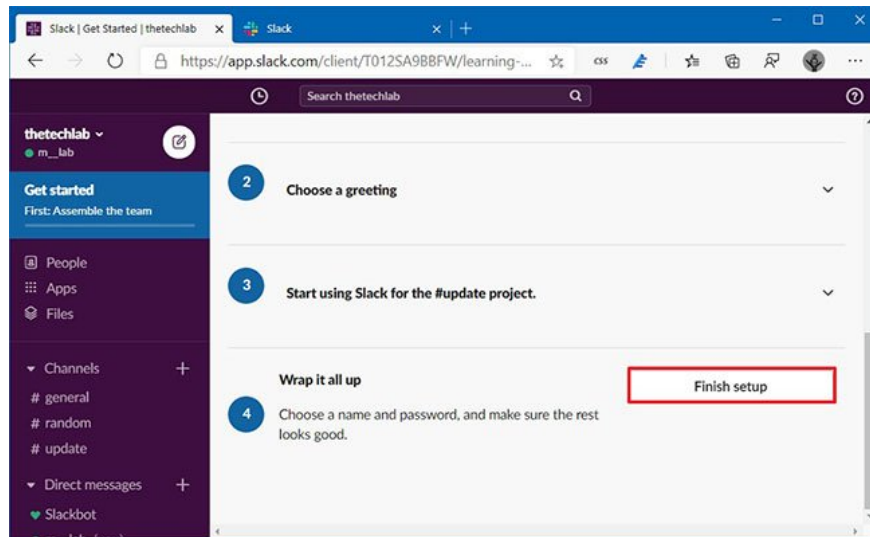 Slack | Get Started | thetechlab
Slack
https://app.slack.com/client/T012SA9BBFW/learning-...
css
Search thetechlab
thetechlab
m__lab
Get started
First: Assemble the team
People
Apps
Files
Channels
# general
# random
# update
Direct messages
Slackbot
2
Choose a greeting
3
Start using Slack for the #update project.
4
Wrap it all up
Choose a name and password, and make sure the rest
looks good.
Finish setup